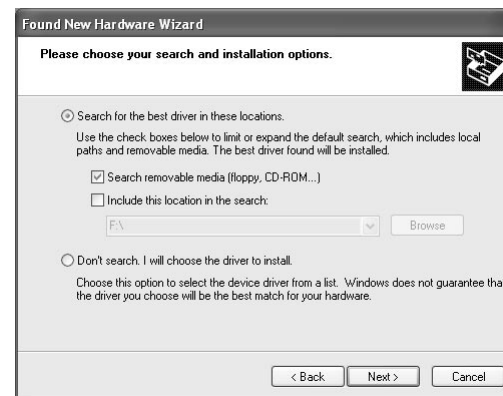 Found New Hardware Wizard
Please choose your search and installation options.
Search for the best driver in these locations.
Use the check boxes below to limit or expand the default search, which includes local
paths and removable media. The best driver found will be installed.
Search removable media (floppy, CD-ROM...)
Include this location in the search:
F:\
Browse
Don't search. I will choose the driver to install.
Choose this option to select the device driver from a list. Windows does not guarantee tha
the driver you choose will be the best match for your hardware.
< Back
Next >
Cancel